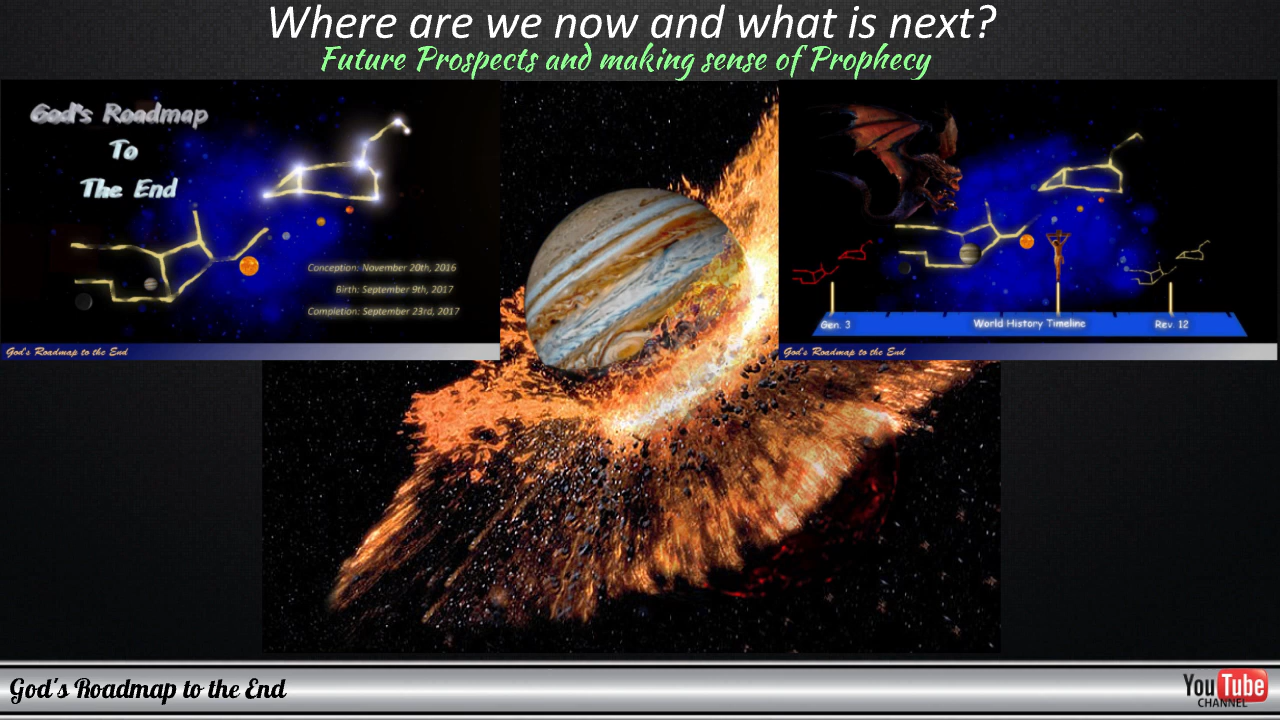 Where are we now and what is next?
Future Prospects and making sense of Prophecy
God's Roadmap
To
The End
Conception: November 20th, 2016
Birth: September 9th, 2017
Completion: September 23rd, 2017
God's Roadmap to the End
Gen. 3
World History Timeline
Rev. 12
God's Roadmap to the End
God's Roadmap to the End
You Tube
CHANNEL